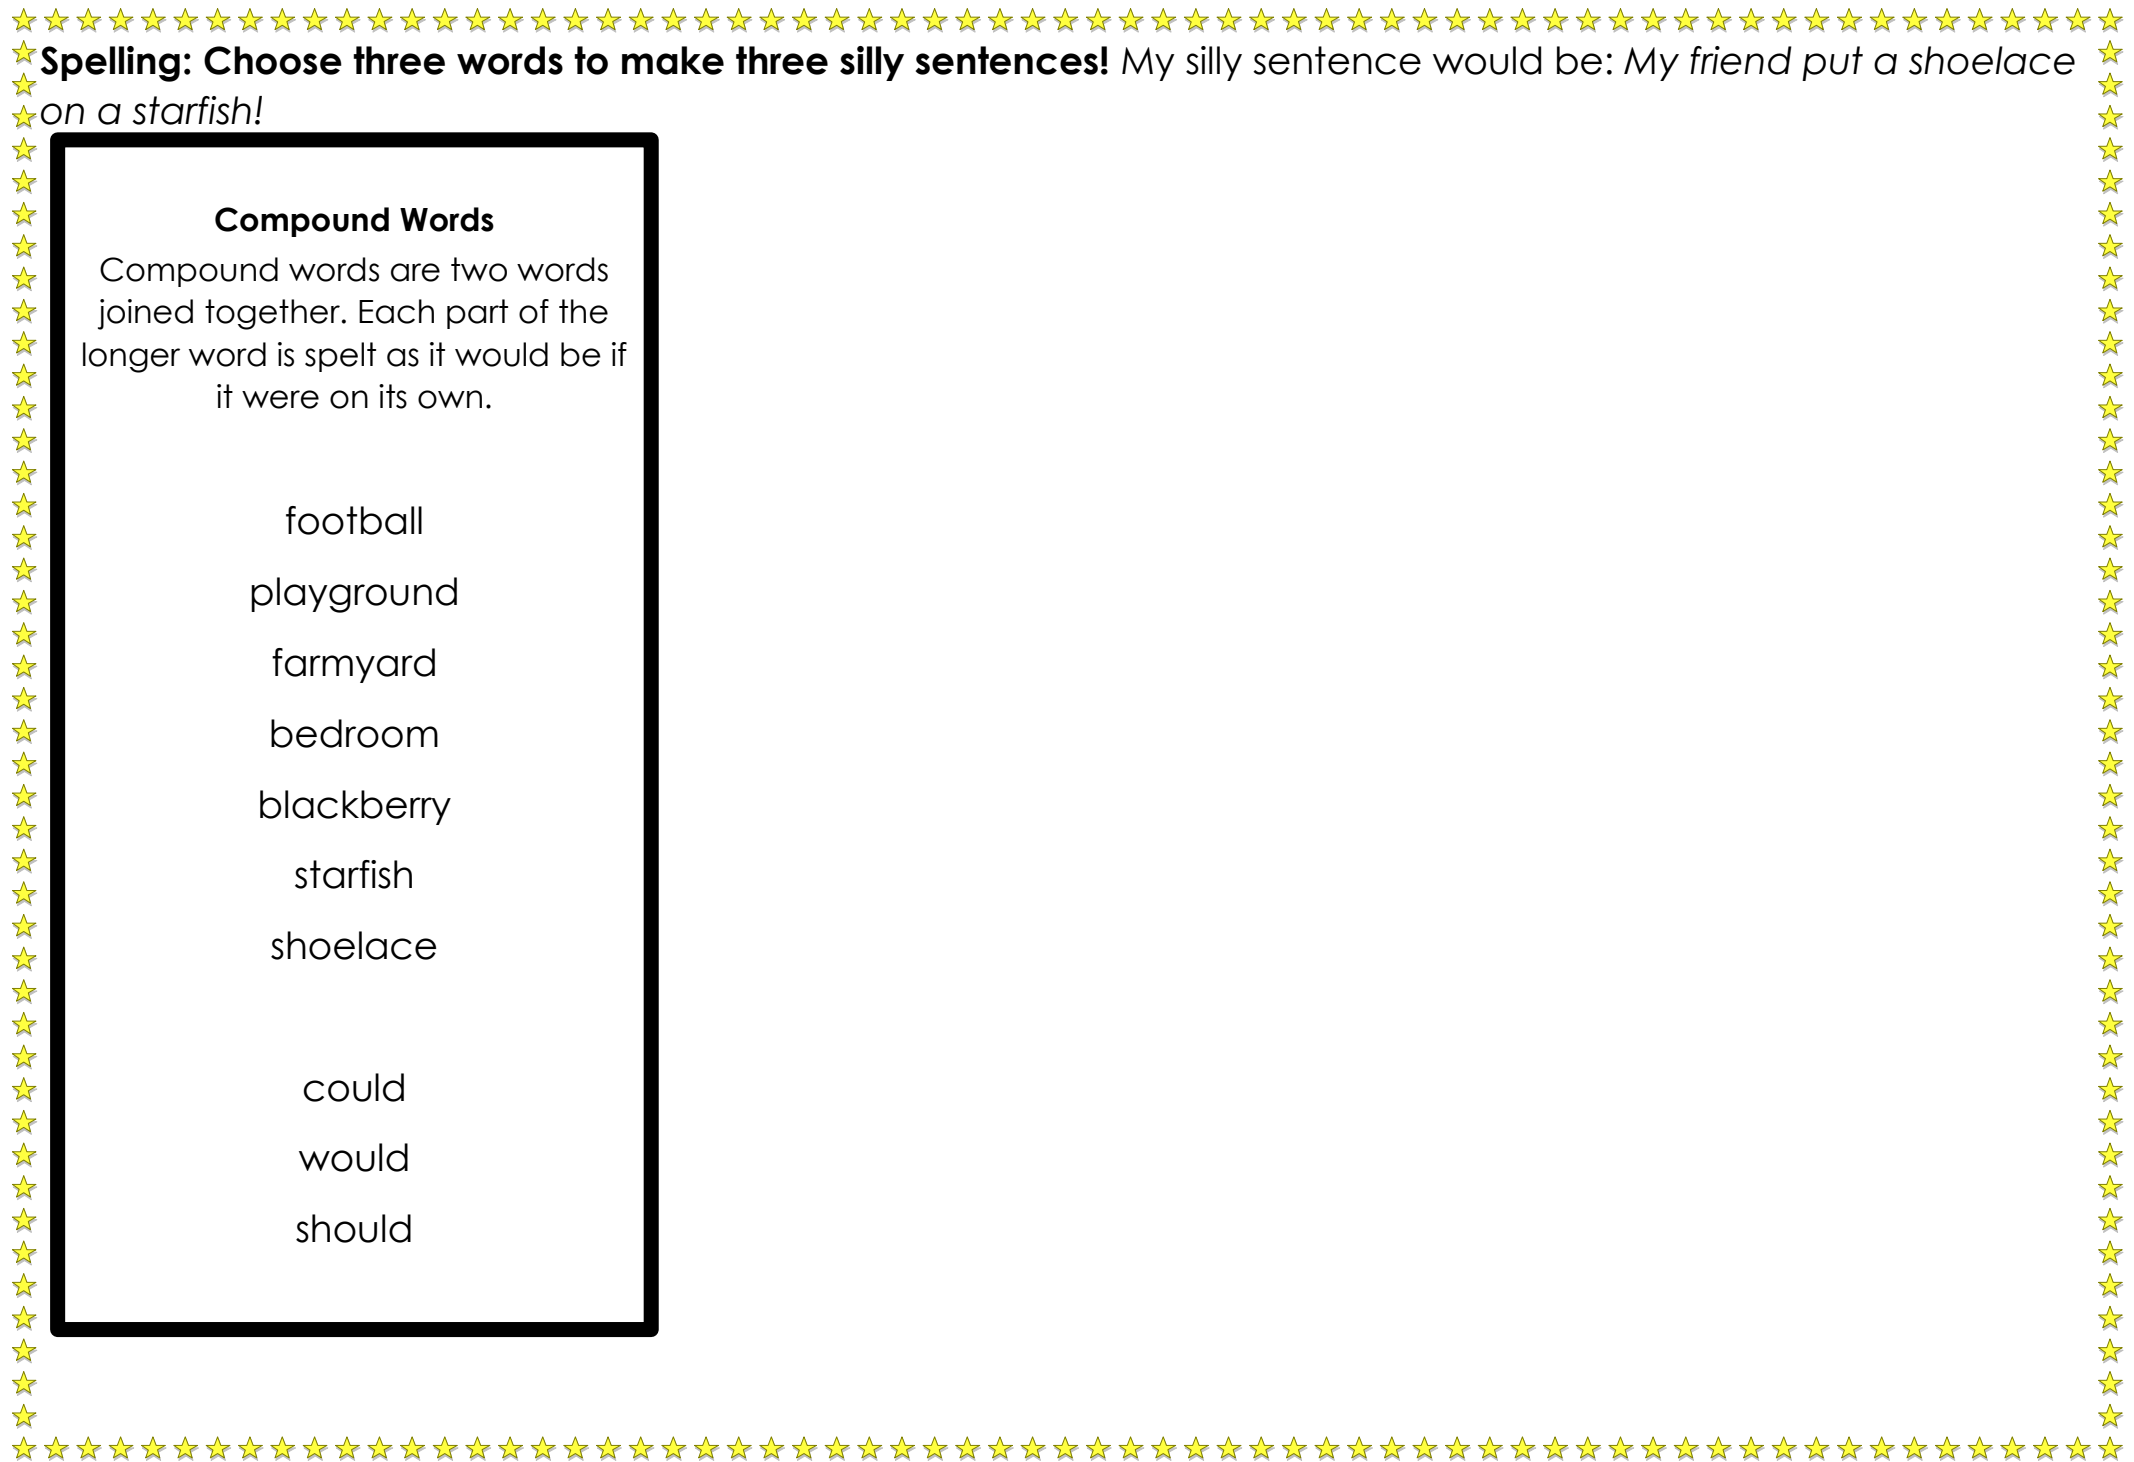 Spelling: Choose three words to make three silly sentences! My silly sentence would be: My friend put a shoelace
on a starfish!
Compound Words
Compound words are two words
joined together. Each part of the
longer word is spelt as it would be if
it were on its own.
football
playground
farmyard
bedroom
blackberry
starfish
shoelace
could
would
should